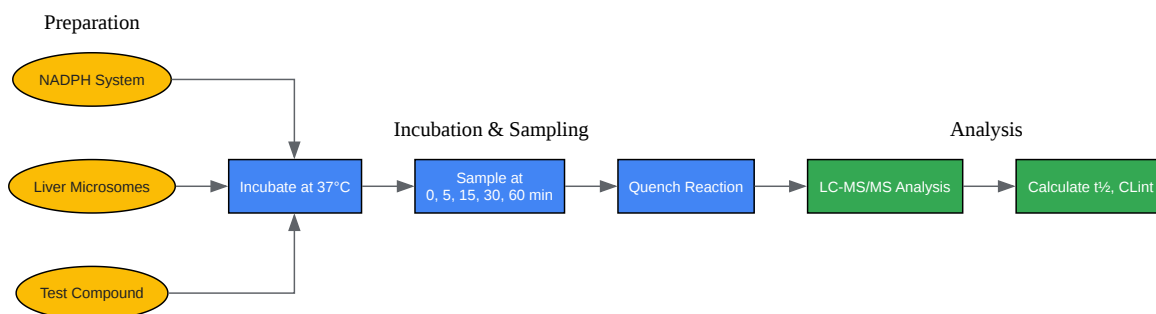 Preparation
NADPH System
Incubation & Sampling
Analysis
Liver Microsomes
Incubate at 37°C
Sample at
0, 5, 15, 30, 60 min
Quench Reaction
LC-MS/MS Analysis
Calculate t½, CLint
Test Compound